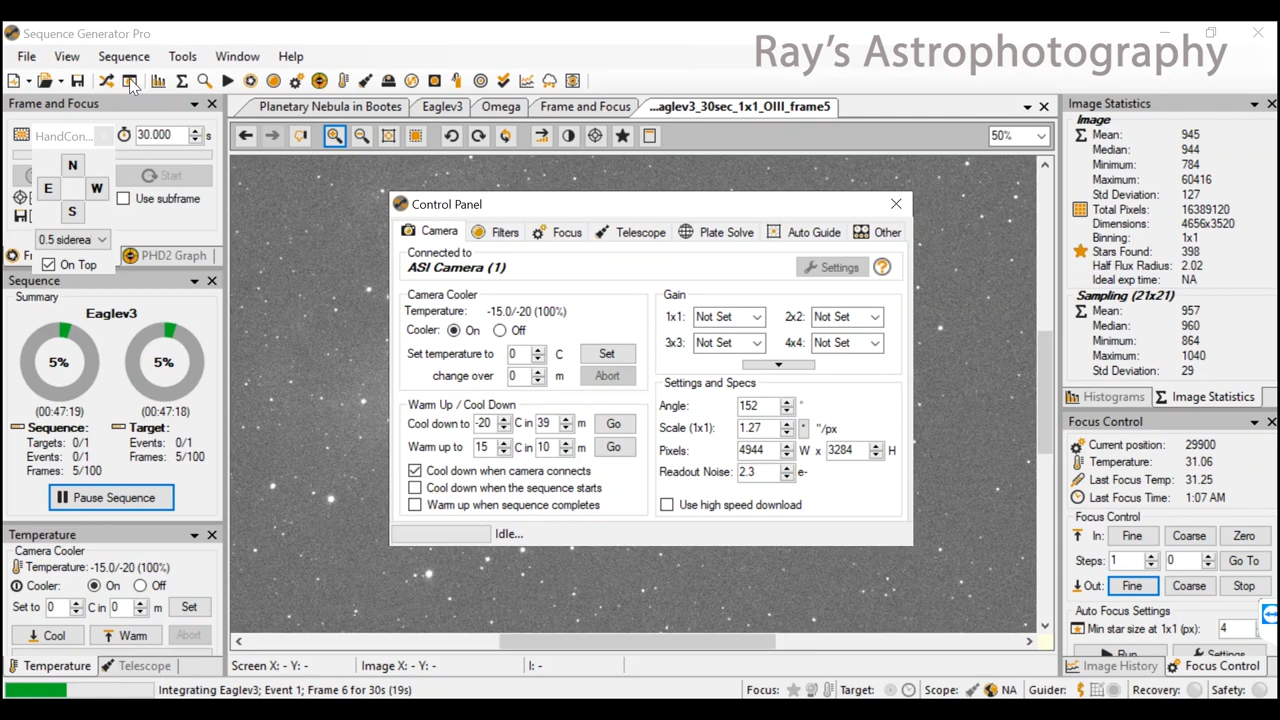 Sequence Generator Pro
Ray's Astrophotography
File View Sequence Tools Window Help
Frame and Focus
HandCon...
30.000 s
N
E W
S
Start
Use subframe
0.5 siderea
On Top
PHD2 Graph
Sequence
Summary
Eaglev3
5% 5%
(00:47:19) (00:47:18)
Sequence: Target:
Targets: 0/1 Events: 0/1
Events: 0/1 Frames: 5/100
Frames: 5/100
Pause Sequence
Temperature
Camera Cooler
Temperature: -15.0/-20 (100%)
Cooler: On Off
Set to 0 C in 0 m Set
Cool Warm Abort
Temperature Telescope
Planetary Nebula in Bootes Eaglev3 Omega Frame and Focus ...aglev3_30sec_1x1_OIII_frame5
50%
Control Panel
Camera Filters Focus Telescope Plate Solve Auto Guide Other
Connected to
ASI Camera (1)
Settings
Camera Cooler
Temperature: -15.0/-20 (100%)
Cooler: On Off
Set temperature to 0 C Set
change over 0 m Abort
Warm Up / Cool Down
Cool down to -20 C in 39 m Go
Warm up to 15 C in 10 m Go
Cool down when camera connects
Cool down when the sequence starts
Warm up when sequence completes
Gain
1x1: Not Set 2x2: Not Set
3x3: Not Set 4x4: Not Set
Settings and Specs
Angle: 152 °
Scale (1x1): 1.27 * "/px
Pixels: 4944 W x 3284 H
Readout Noise: 2.3 e-
Use high speed download
Idle...
Screen X: - Y: - Image X: - Y: - I: -
Image Statistics
Image
Mean: 945
Median: 944
Minimum: 784
Maximum: 60416
Std Deviation: 127
Total Pixels: 16389120
Dimensions: 4656x3520
Binning: 1x1
Stars Found: 398
Half Flux Radius: 2.02
Ideal exp time: NA
Sampling (21x21)
Mean: 957
Median: 960
Minimum: 864
Maximum: 1040
Std Deviation: 29
Histograms Image Statistics
Focus Control
Current position: 29900
Temperature: 31.06
Last Focus Temp: 31.25
Last Focus Time: 1:07 AM
Focus Control
In: Fine Coarse Zero
Steps: 1 0 Go To
Out: Fine Coarse Stop
Auto Focus Settings
Min star size at 1x1 (px): 4
Run Settings
Image History Focus Control
Integrating Eaglev3; Event 1; Frame 6 for 30s (19s)
Focus: Target: Scope: NA Guider: Recovery: Safety: